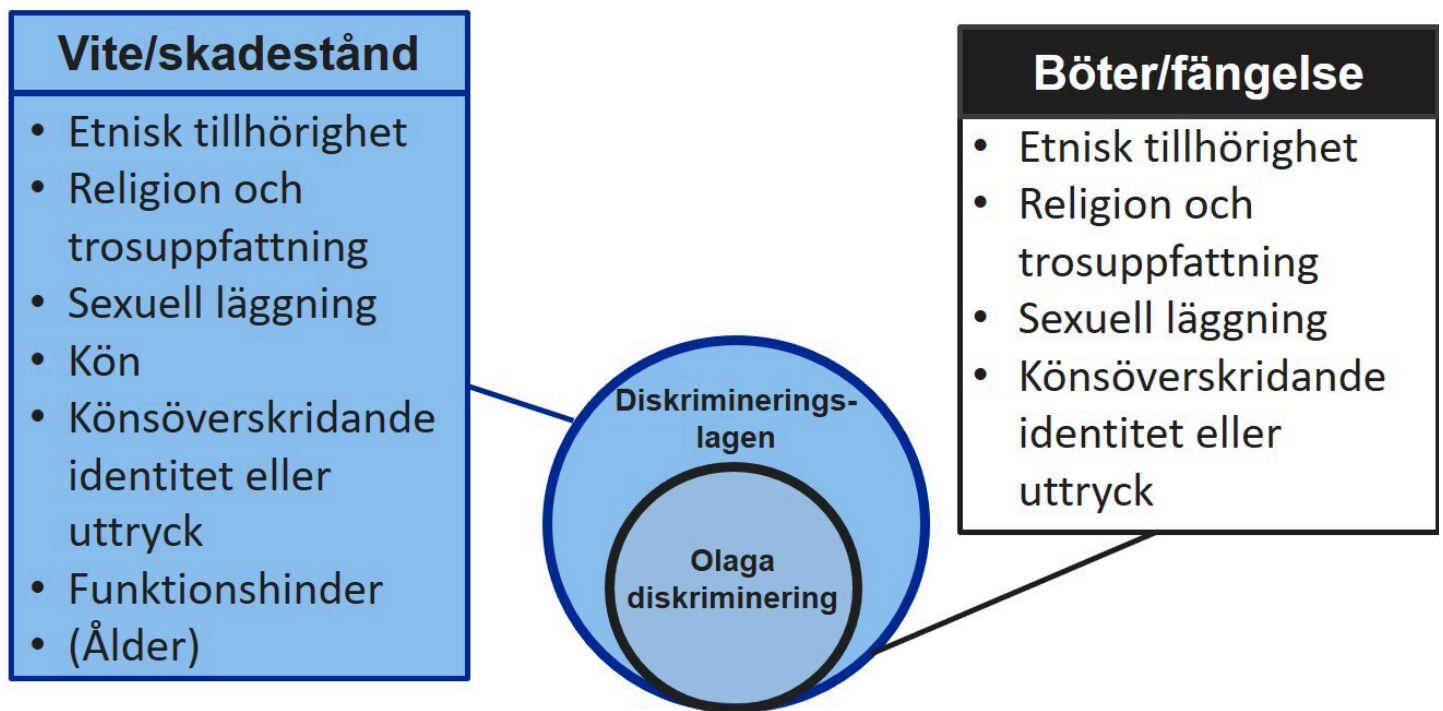 Vite/skadestånd
• Etnisk tillhörighet
• Religion och
trosuppfattning
• Sexuell läggning
• Kön
• Könsöverskridande
identitet eller
uttryck
• Funktionshinder
• (Ålder)
Diskriminerings-
lagen
Olaga
diskriminering
Böter/fängelse
• Etnisk tillhörighet
• Religion och
trosuppfattning
• Sexuell läggning
• Könsöverskridande
identitet eller
uttryck